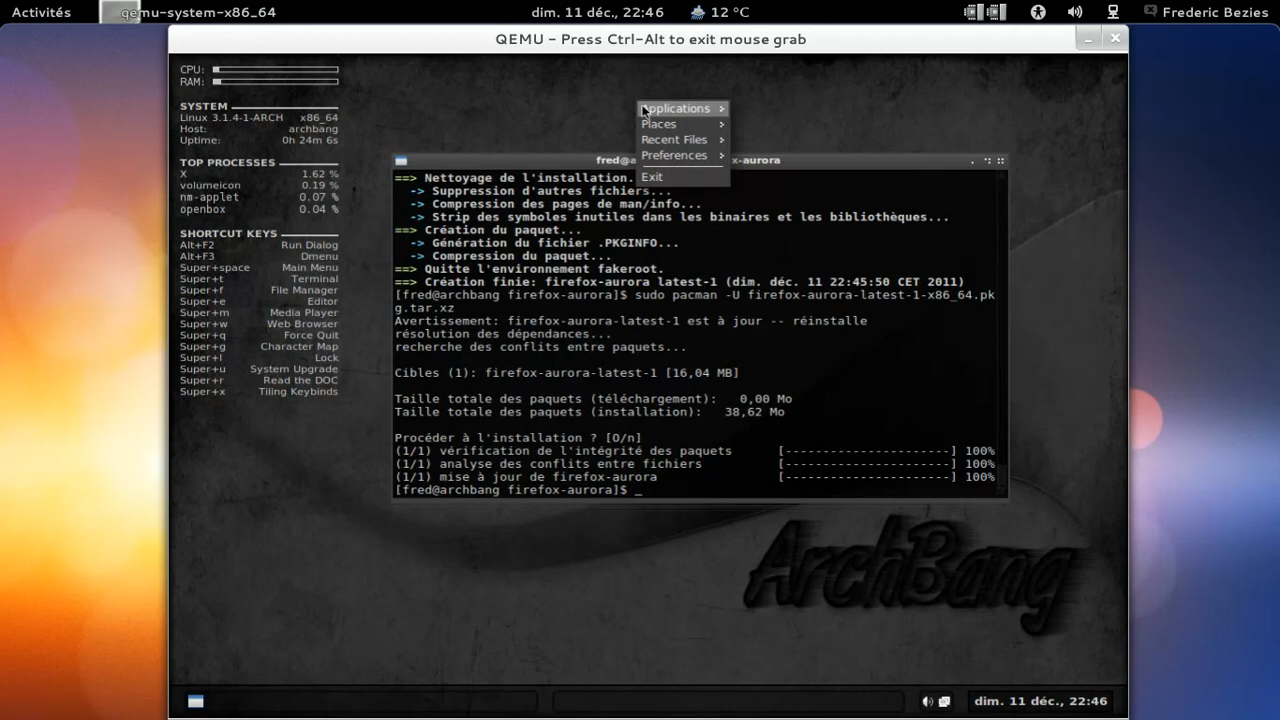 Activités qemu-system-x86_64 dim. 11 déc., 22:46 12 °C Frederic Bezies
QEMU - Press Ctrl-Alt to exit mouse grab
CPU:
RAM:
SYSTEM
Linux 3.1.4-1-ARCH x86_64
Host: archbang
Uptime: 0h 24m 6s
TOP PROCESSES
X 1.62 %
volumeicon 0.19 %
nm-applet 0.07 %
openbox 0.04 %
SHORTCUT KEYS
Alt+F2 Run Dialog
Alt+F3 Dmenu
Super+space Main Menu
Super+t Terminal
Super+f File Manager
Super+e Editor
Super+m Media Player
Super+w Web Browser
Super+q Force Quit
Super+g Character Map
Super+l Lock
Super+u System Upgrade
Super+r Read the DOC
Super+x Tiling Keybinds
Applications
Places
Recent Files
Preferences
Exit
fred@a x-aurora
==> Nettoyage de l'installation.
-> Suppression d'autres fichiers...
-> Compression des pages de man/info...
-> Strip des symboles inutiles dans les binaires et les bibliothèques...
==> Création du paquet...
-> Génération du fichier .PKGINFO...
-> Compression du paquet...
==> Quitte l'environnement fakeroot.
==> Création finie: firefox-aurora latest-1 (dim. déc. 11 22:45:50 CET 2011)
[fred@archbang firefox-aurora]$ sudo pacman -U firefox-aurora-latest-1-x86_64.pk
g.tar.xz
Avertissement: firefox-aurora-latest-1 est à jour -- réinstalle
résolution des dépendances...
recherche des conflits entre paquets...
Cibles (1): firefox-aurora-latest-1 [16,04 MB]
Taille totale des paquets (téléchargement): 0,00 Mo
Taille totale des paquets (installation): 38,62 Mo
Procéder à l'installation ? [O/n]
(1/1) vérification de l'intégrité des paquets [----------------------] 100%
(1/1) analyse des conflits entre fichiers [----------------------] 100%
(1/1) mise à jour de firefox-aurora [----------------------] 100%
[fred@archbang firefox-aurora]$ _
ArchBang
dim. 11 déc., 22:46